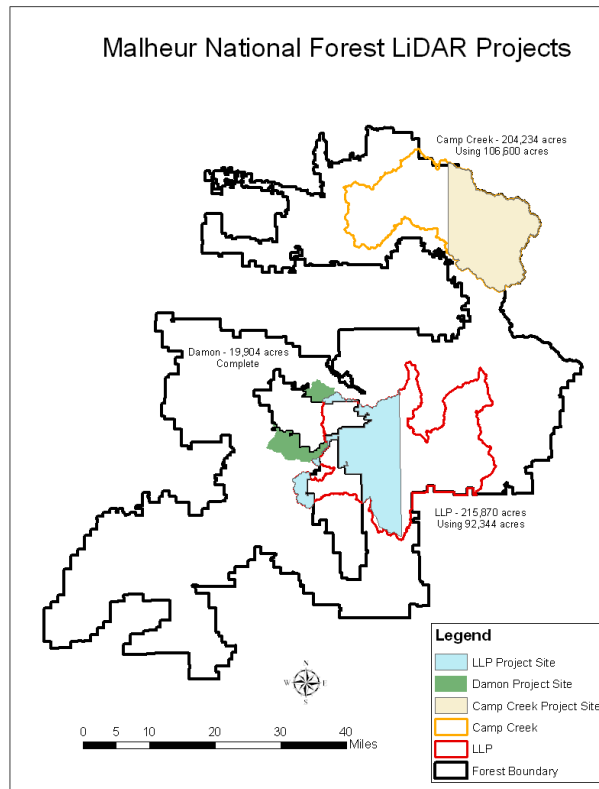 Malheur National Forest LiDAR Projects
Camp Creek - 204,234 acres
Using 106,600 acres
Damon - 19,904 acres
Complete
LLP - 215,870 acres
Using 92,344 acres
Legend
LLP Project Site
Damon Project Site
Camp Creek Project Site
Camp Creek
LLP
Forest Boundary
N
W E
S
0 5 10 20 30 40
Miles